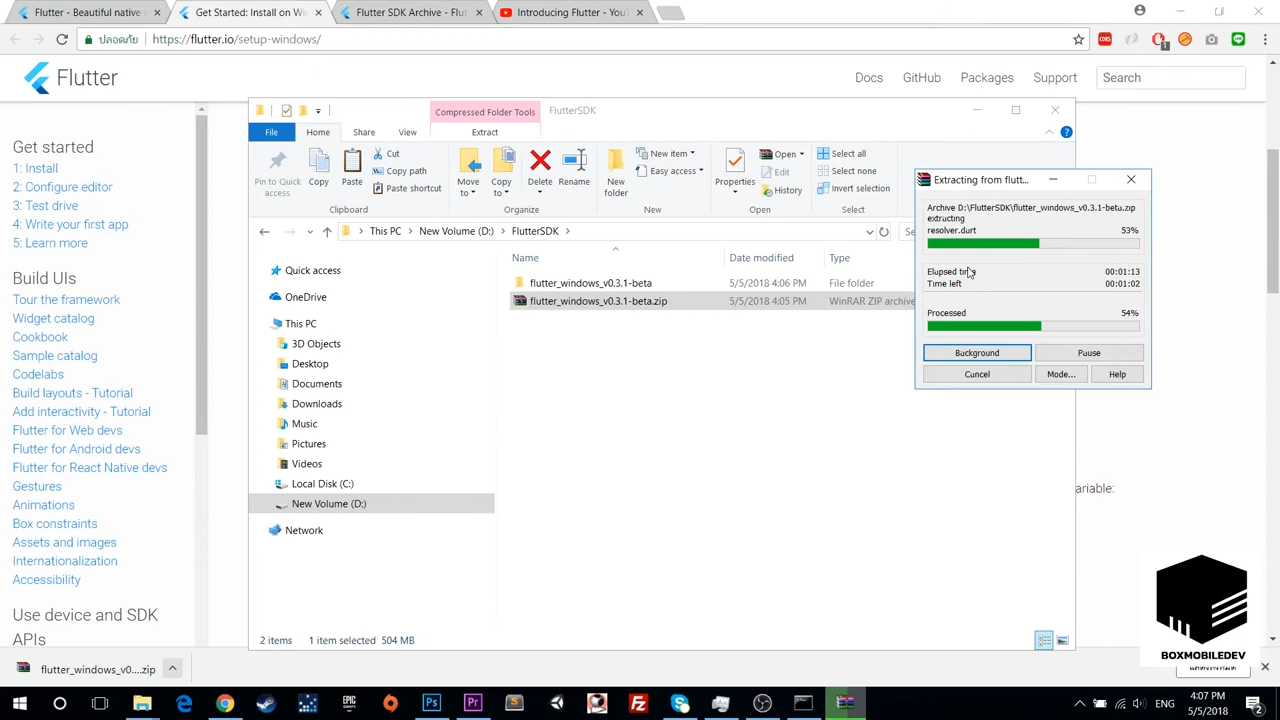 Flutter - Beautiful native
Get Started: Install on Wi
Flutter SDK Archive - Flut
Introducing Flutter - You
ปลอดภัย
https://flutter.io/setup-windows/
CORS
1
Flutter
Docs
GitHub
Packages
Support
Search
Get started
1: Install
2: Configure editor
3: Test drive
4: Write your first app
5: Learn more
Build UIs
Tour the framework
Widget catalog
Cookbook
Sample catalog
Codelabs
Build layouts - Tutorial
Add interactivity - Tutorial
Flutter for Web devs
Flutter for Android devs
Flutter for React Native devs
Gestures
Animations
Box constraints
Assets and images
Internationalization
Accessibility
Use device and SDK
APIs
Compressed Folder Tools
FlutterSDK
File
Home
Share
View
Extract
Pin to Quick access
Copy
Paste
Cut
Copy path
Paste shortcut
Move to
Copy to
Delete
Rename
New folder
New item
Easy access
Properties
Open
Edit
History
Select all
Select none
Invert selection
Clipboard
Organize
New
Open
Select
This PC
New Volume (D:)
FlutterSDK
Name
Date modified
Type
flutter_windows_v0.3.1-beta
5/5/2018 4:06 PM
File folder
flutter_windows_v0.3.1-beta.zip
5/5/2018 4:05 PM
WinRAR ZIP archive
Quick access
OneDrive
This PC
3D Objects
Desktop
Documents
Downloads
Music
Pictures
Videos
Local Disk (C:)
New Volume (D:)
Network
2 items
1 item selected 504 MB
Extracting from flutt...
Archive D:\FlutterSDK\flutter_windows_v0.3.1-beta.zip
extracting
resolver.dart
53%
Elapsed time
00:01:13
Time left
00:01:02
Processed
54%
Background
Pause
Cancel
Mode...
Help
ariable:
BOXMOBILEDEV
flutter_windows_v0....zip
EPIC
Ps
Pr
ENG
4:07 PM
5/5/2018
2